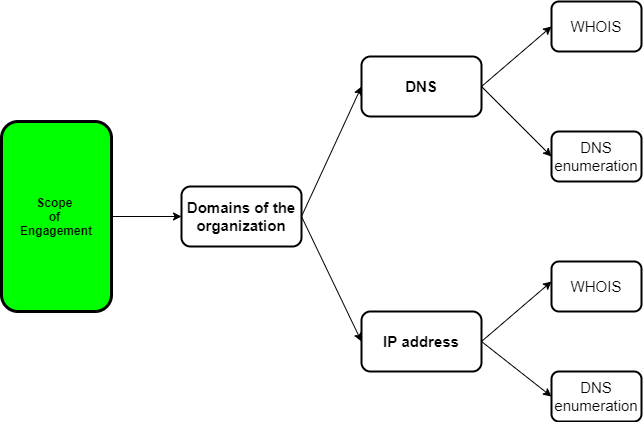 Scope
of
Engagement
Domains of the
organization
DNS
WHOIS
DNS
enumeration
IP address
WHOIS
DNS
enumeration